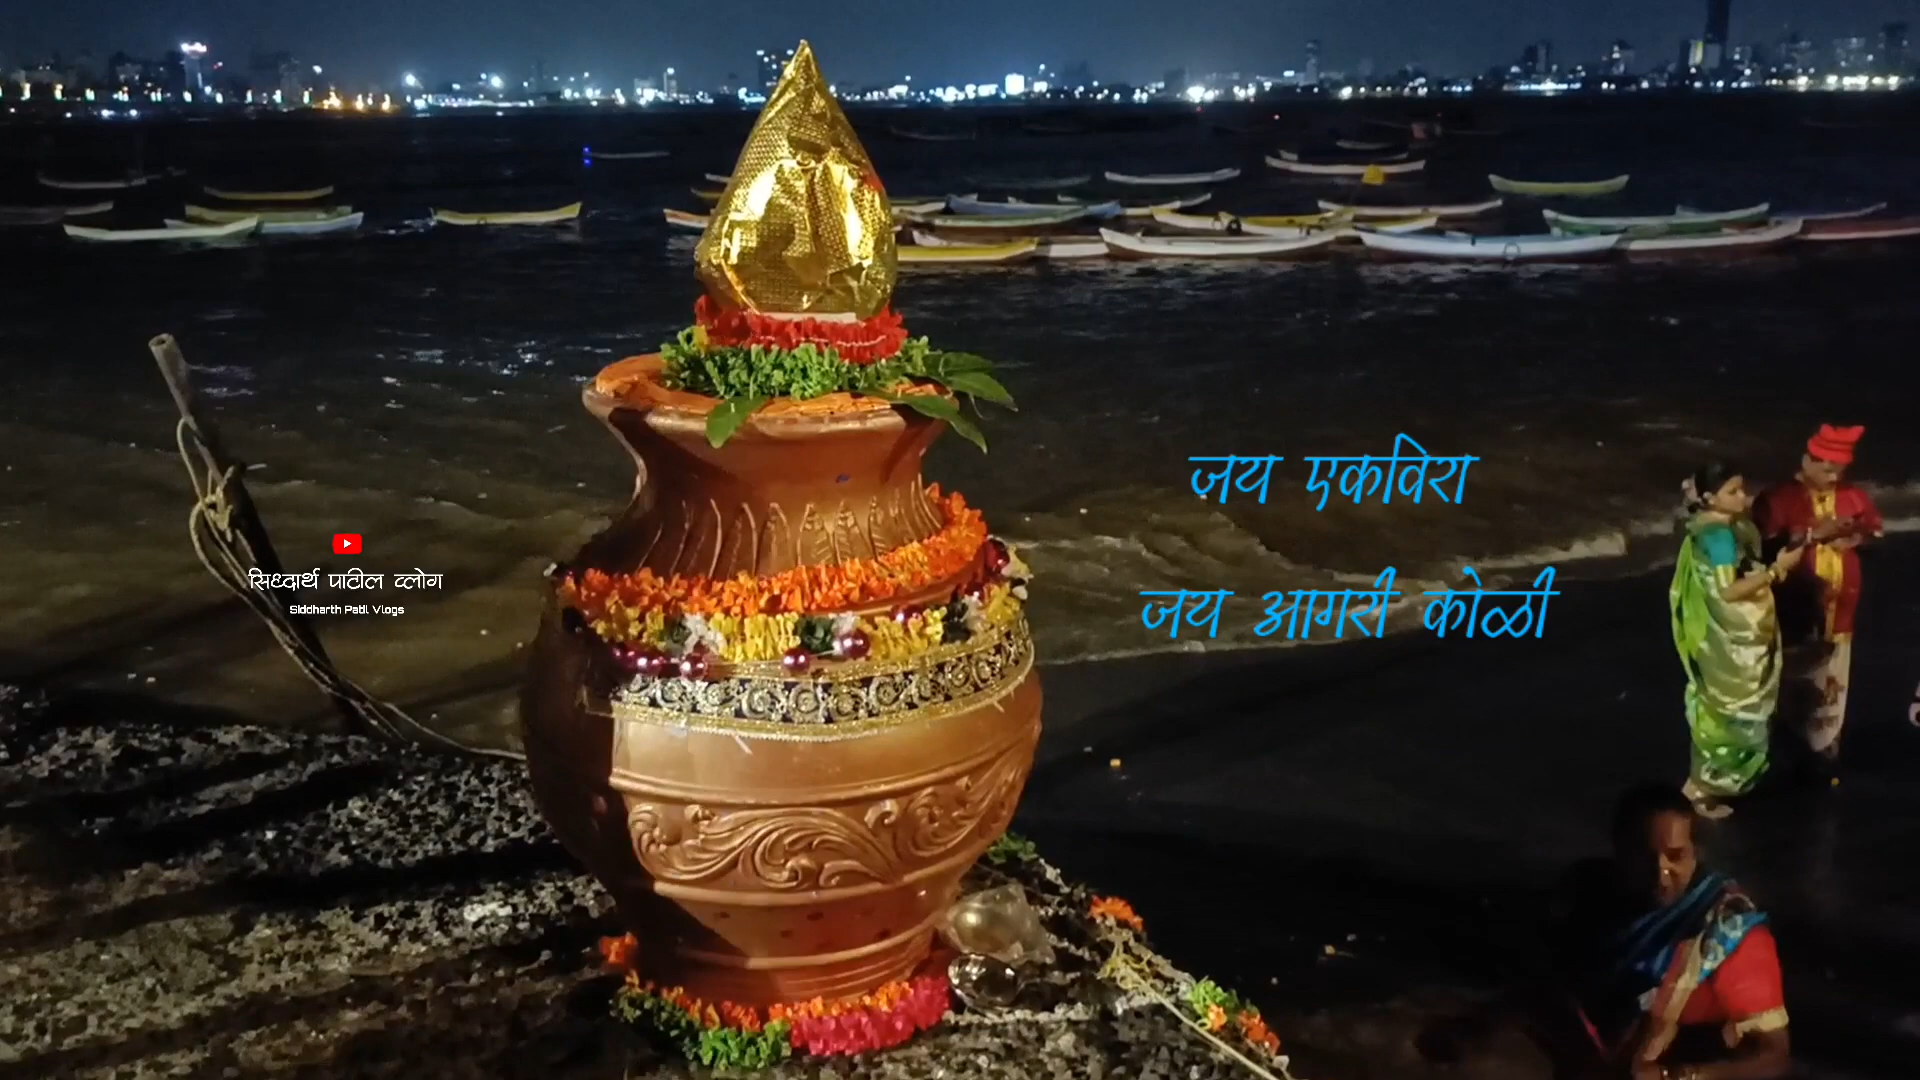 सिध्दार्थ पाटील व्लोग
Siddharth Patil Vlogs
जय एकविरा
जय आगरी कोळी